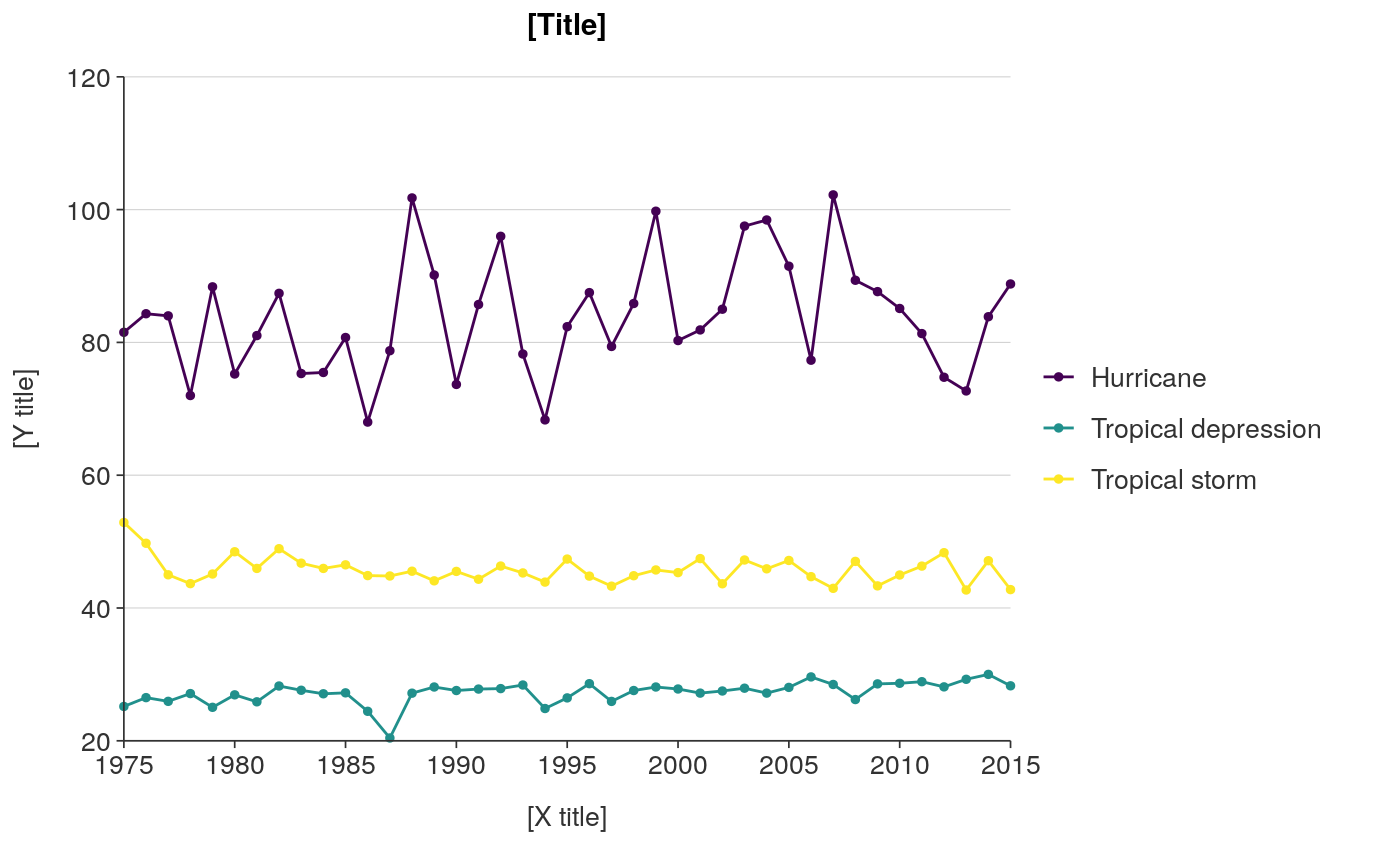 [Title]
120
100
80
60
40
20
[Y title]
1975 1980 1985 1990 1995 2000 2005 2010 2015
[X title]
Hurricane
Tropical depression
Tropical storm